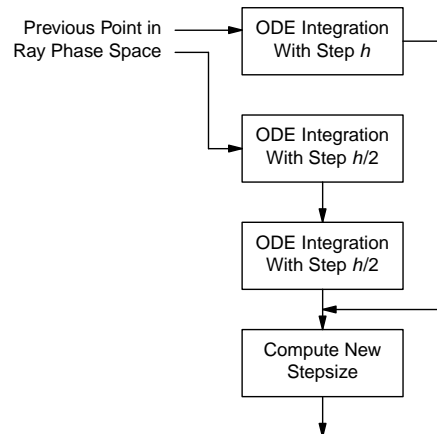 Previous Point in
Ray Phase Space
ODE Integration
With Step h
ODE Integration
With Step h/2
ODE Integration
With Step h/2
Compute New
Stepsize